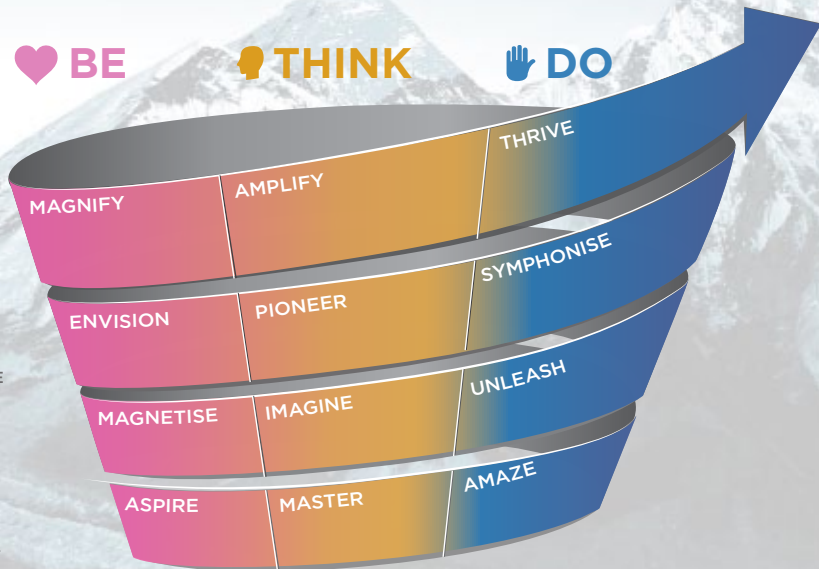 BE THINK DO
MAGNIFY AMPLIFY THRIVE
ENVISION PIONEER SYMPHONISE
MAGNETISE IMAGINE UNLEASH
ASPIRE MASTER AMAZE